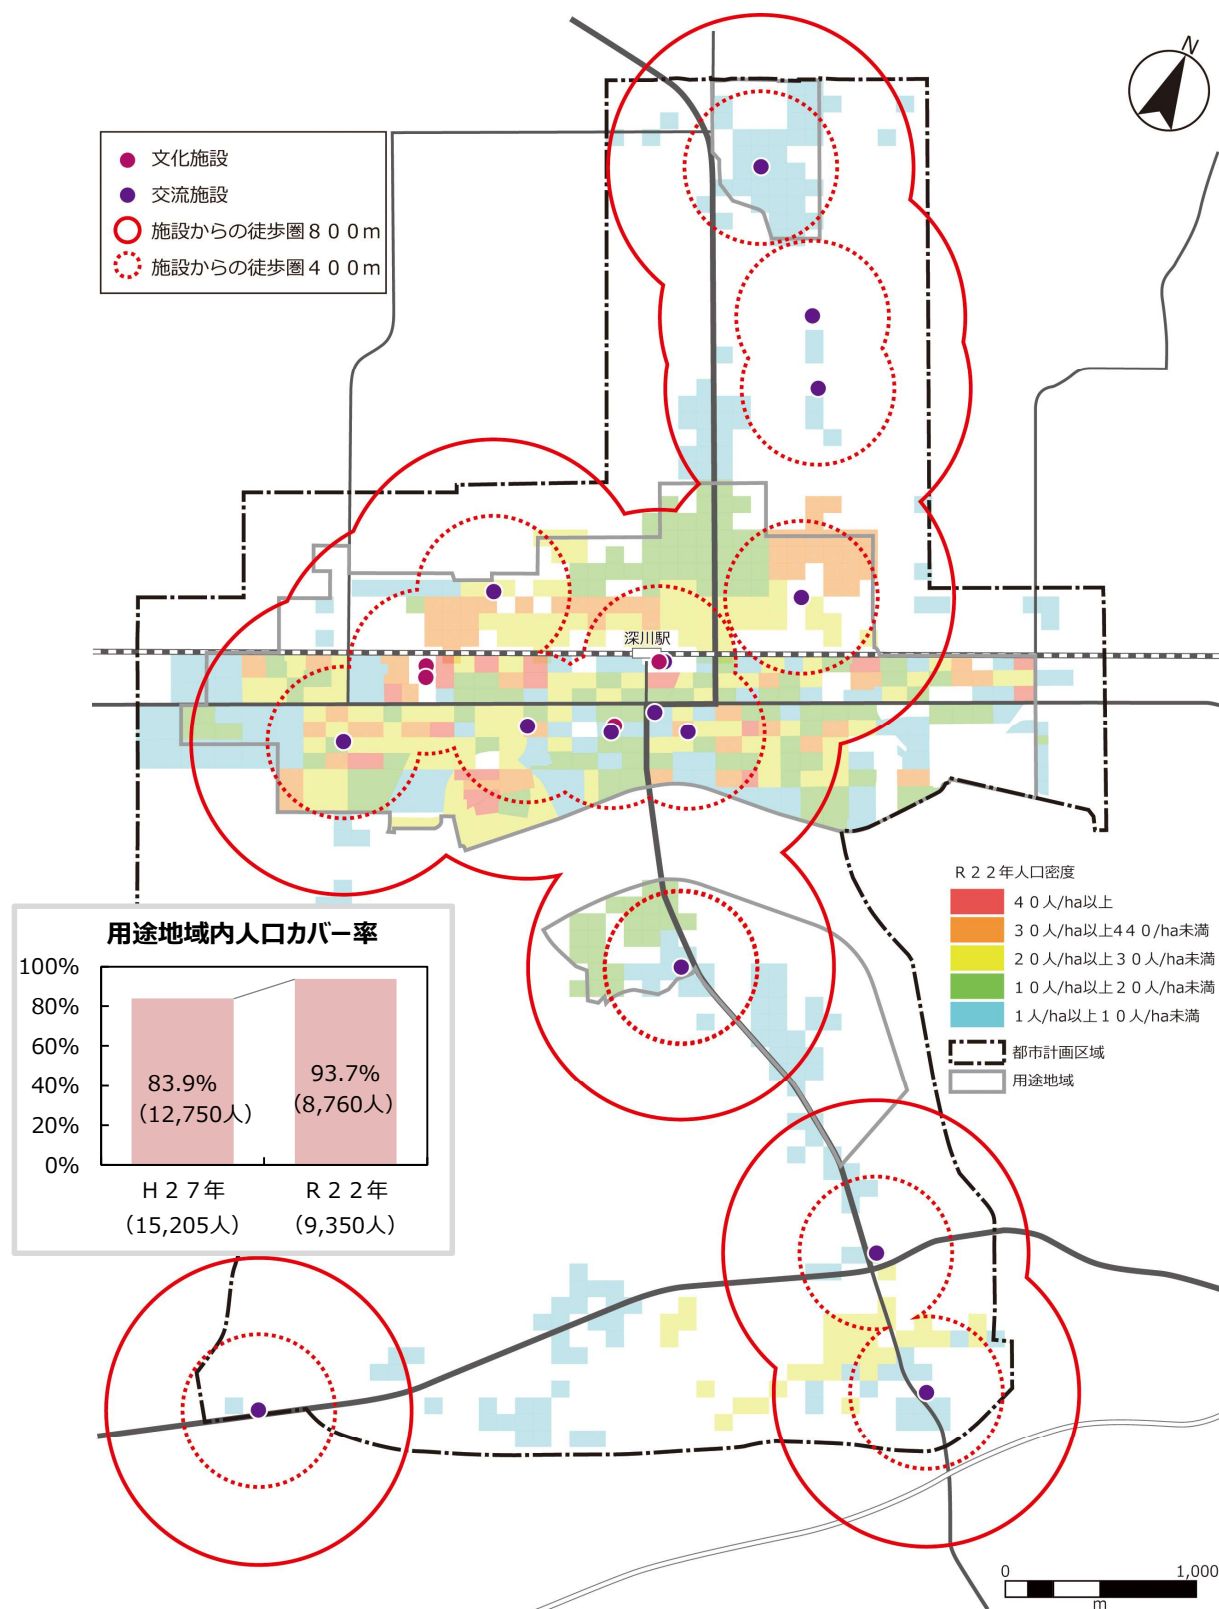 N
文化施設
交流施設
施設からの徒歩圏８００ｍ
施設からの徒歩圏４００ｍ
深川駅
Ｒ２２年人口密度
４０人/ha以上
３０人/ha以上４４０/ha未満
２０人/ha以上３０人/ha未満
１０人/ha以上２０人/ha未満
１人/ha以上１０人/ha未満
都市計画区域
用途地域
用途地域内人口カバー率
100%
80%
60%
40%
20%
0%
83.9%
（12,750人）
93.7%
（8,760人）
Ｈ２７年
（15,205人）
Ｒ２２年
（9,350人）
0 1,000
m